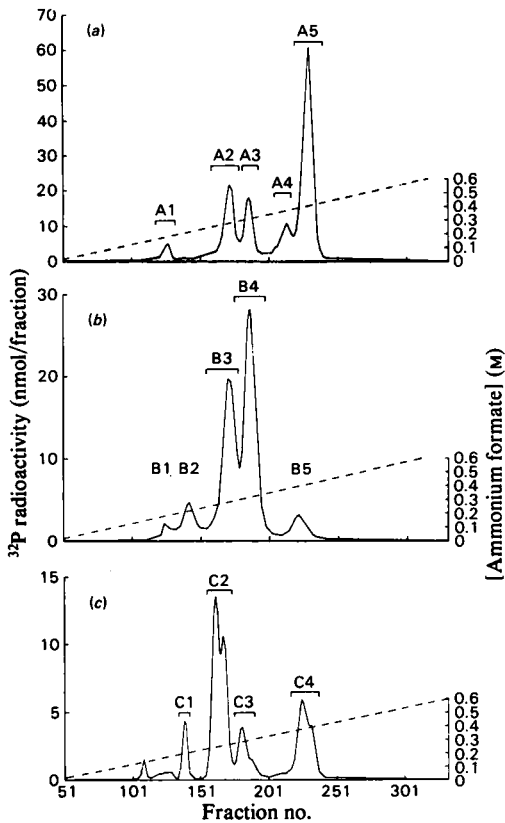 70
60
50
40
30
20
10
0
(a)
A1
A2
A3
A4
A5
0.6
0.5
0.4
0.3
0.2
0.1
0
30
20
10
0
(b)
B1
B2
B3
B4
B5
0.6
0.5
0.4
0.3
0.2
0.1
0
15
10
5
0
(c)
C1
C2
C3
C4
0.6
0.5
0.4
0.3
0.2
0.1
0
51
101
151
201
251
301
Fraction no.
³²P radioactivity (nmol/fraction)
[Ammonium formate] (M)